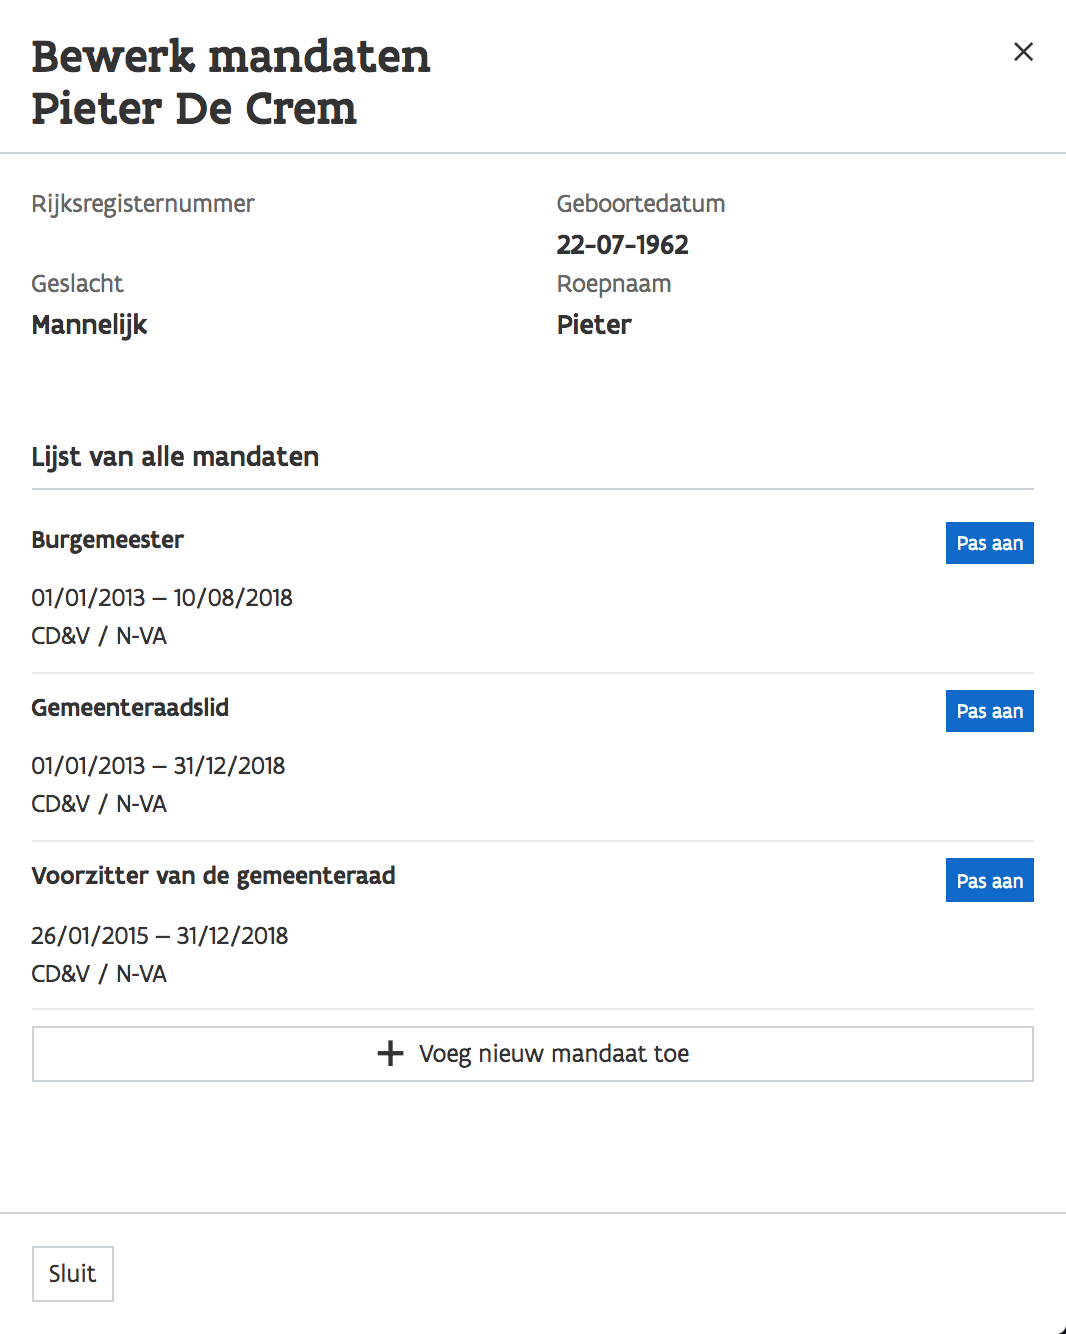 Bewerk mandaten
Pieter De Crem
Rijksregisternummer
Geboortedatum
22-07-1962
Geslacht
Mannelijk
Roepnaam
Pieter
Lijst van alle mandaten
Burgemeester
Pas aan
01/01/2013 – 10/08/2018
CD&V / N-VA
Gemeenteraadslid
Pas aan
01/01/2013 – 31/12/2018
CD&V / N-VA
Voorzitter van de gemeenteraad
Pas aan
26/01/2015 – 31/12/2018
CD&V / N-VA
Voeg nieuw mandaat toe
Sluit